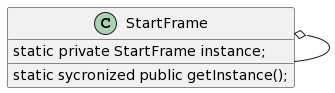 C StartFrame
static private StartFrame instance;
static sycronized public getInstance();